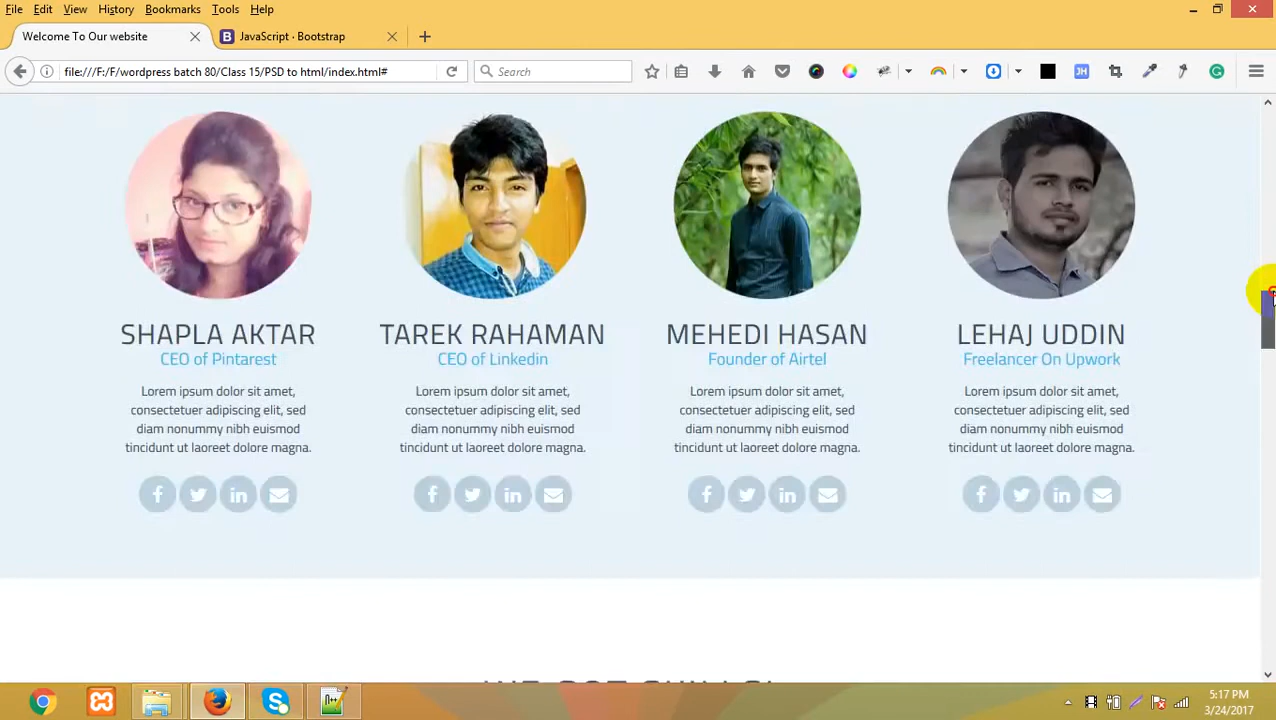 File Edit View History Bookmarks Tools Help
Welcome To Our website
B JavaScript · Bootstrap
file:///F:/F/wordpress batch 80/Class 15/PSD to html/index.html#
Search
JH
SHAPLA AKTAR
CEO of Pintarest
Lorem ipsum dolor sit amet,
consectetuer adipiscing elit, sed
diam nonummy nibh euismod
tincidunt ut laoreet dolore magna.
TAREK RAHAMAN
CEO of Linkedin
Lorem ipsum dolor sit amet,
consectetuer adipiscing elit, sed
diam nonummy nibh euismod
tincidunt ut laoreet dolore magna.
MEHEDI HASAN
Founder of Airtel
Lorem ipsum dolor sit amet,
consectetuer adipiscing elit, sed
diam nonummy nibh euismod
tincidunt ut laoreet dolore magna.
LEHAJ UDDIN
Freelancer On Upwork
Lorem ipsum dolor sit amet,
consectetuer adipiscing elit, sed
diam nonummy nibh euismod
tincidunt ut laoreet dolore magna.
5:17 PM
3/24/2017